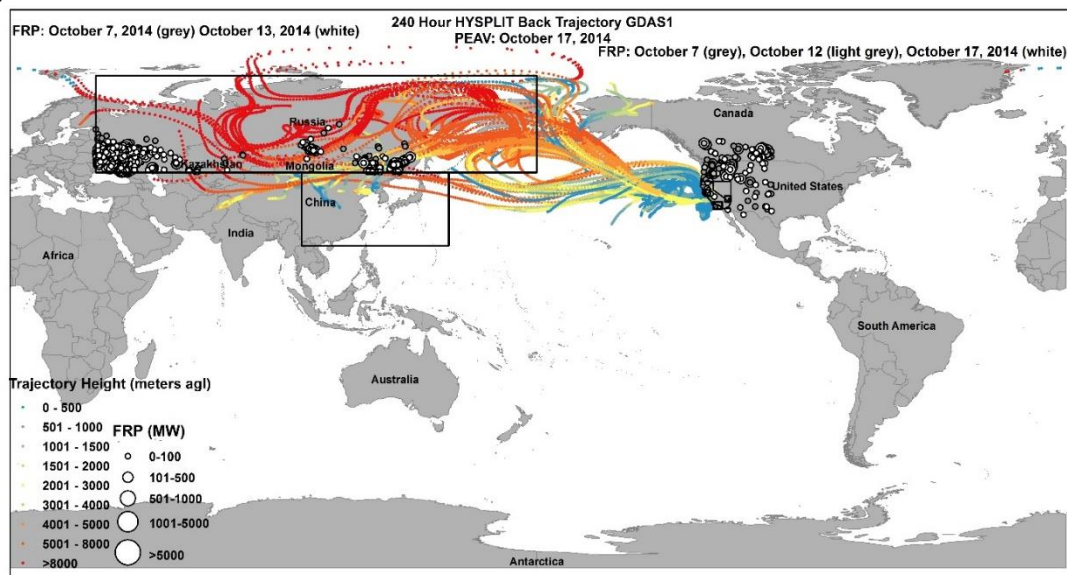 240 Hour HYSPLIT Back Trajectory GDAS1
FRP: October 7, 2014 (grey) October 13, 2014 (white)
PEAV: October 17, 2014
FRP: October 7 (grey), October 12 (light grey), October 17, 2014 (white)
Canada
Russia
Kazakhstan
Mongolia
United States
China
India
Africa
South America
Australia
Trajectory Height (meters agl)
0 - 500
501 - 1000
1001 - 1500
1501 - 2000
2001 - 3000
3001 - 4000
4001 - 5000
5001 - 8000
>8000
FRP (MW)
0-100
101-500
501-1000
1001-5000
>5000
Antarctica